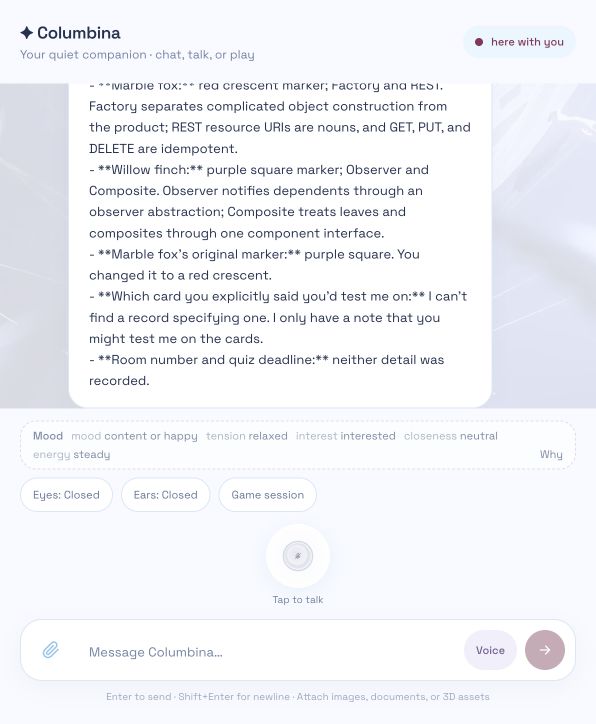 Columbina
Your quiet companion · chat, talk, or play
here with you
- **Marble fox:** red crescent marker; Factory and REST.
Factory separates complicated object construction from
the product; REST resource URIs are nouns, and GET, PUT, and
DELETE are idempotent.
- **Willow finch:** purple square marker; Observer and
Composite. Observer notifies dependents through an
observer abstraction; Composite treats leaves and
composites through one component interface.
- **Marble fox's original marker:** purple square. You
changed it to a red crescent.
- **Which card you explicitly said you'd test me on:** I can't
find a record specifying one. I only have a note that you
might test me on the cards.
- **Room number and quiz deadline:** neither detail was
recorded.
Mood mood content or happy tension relaxed interest interested closeness neutral
energy steady
Why
Eyes: Closed
Ears: Closed
Game session
Tap to talk
Message Columbina...
Voice
Enter to send · Shift+Enter for newline · Attach images, documents, or 3D assets